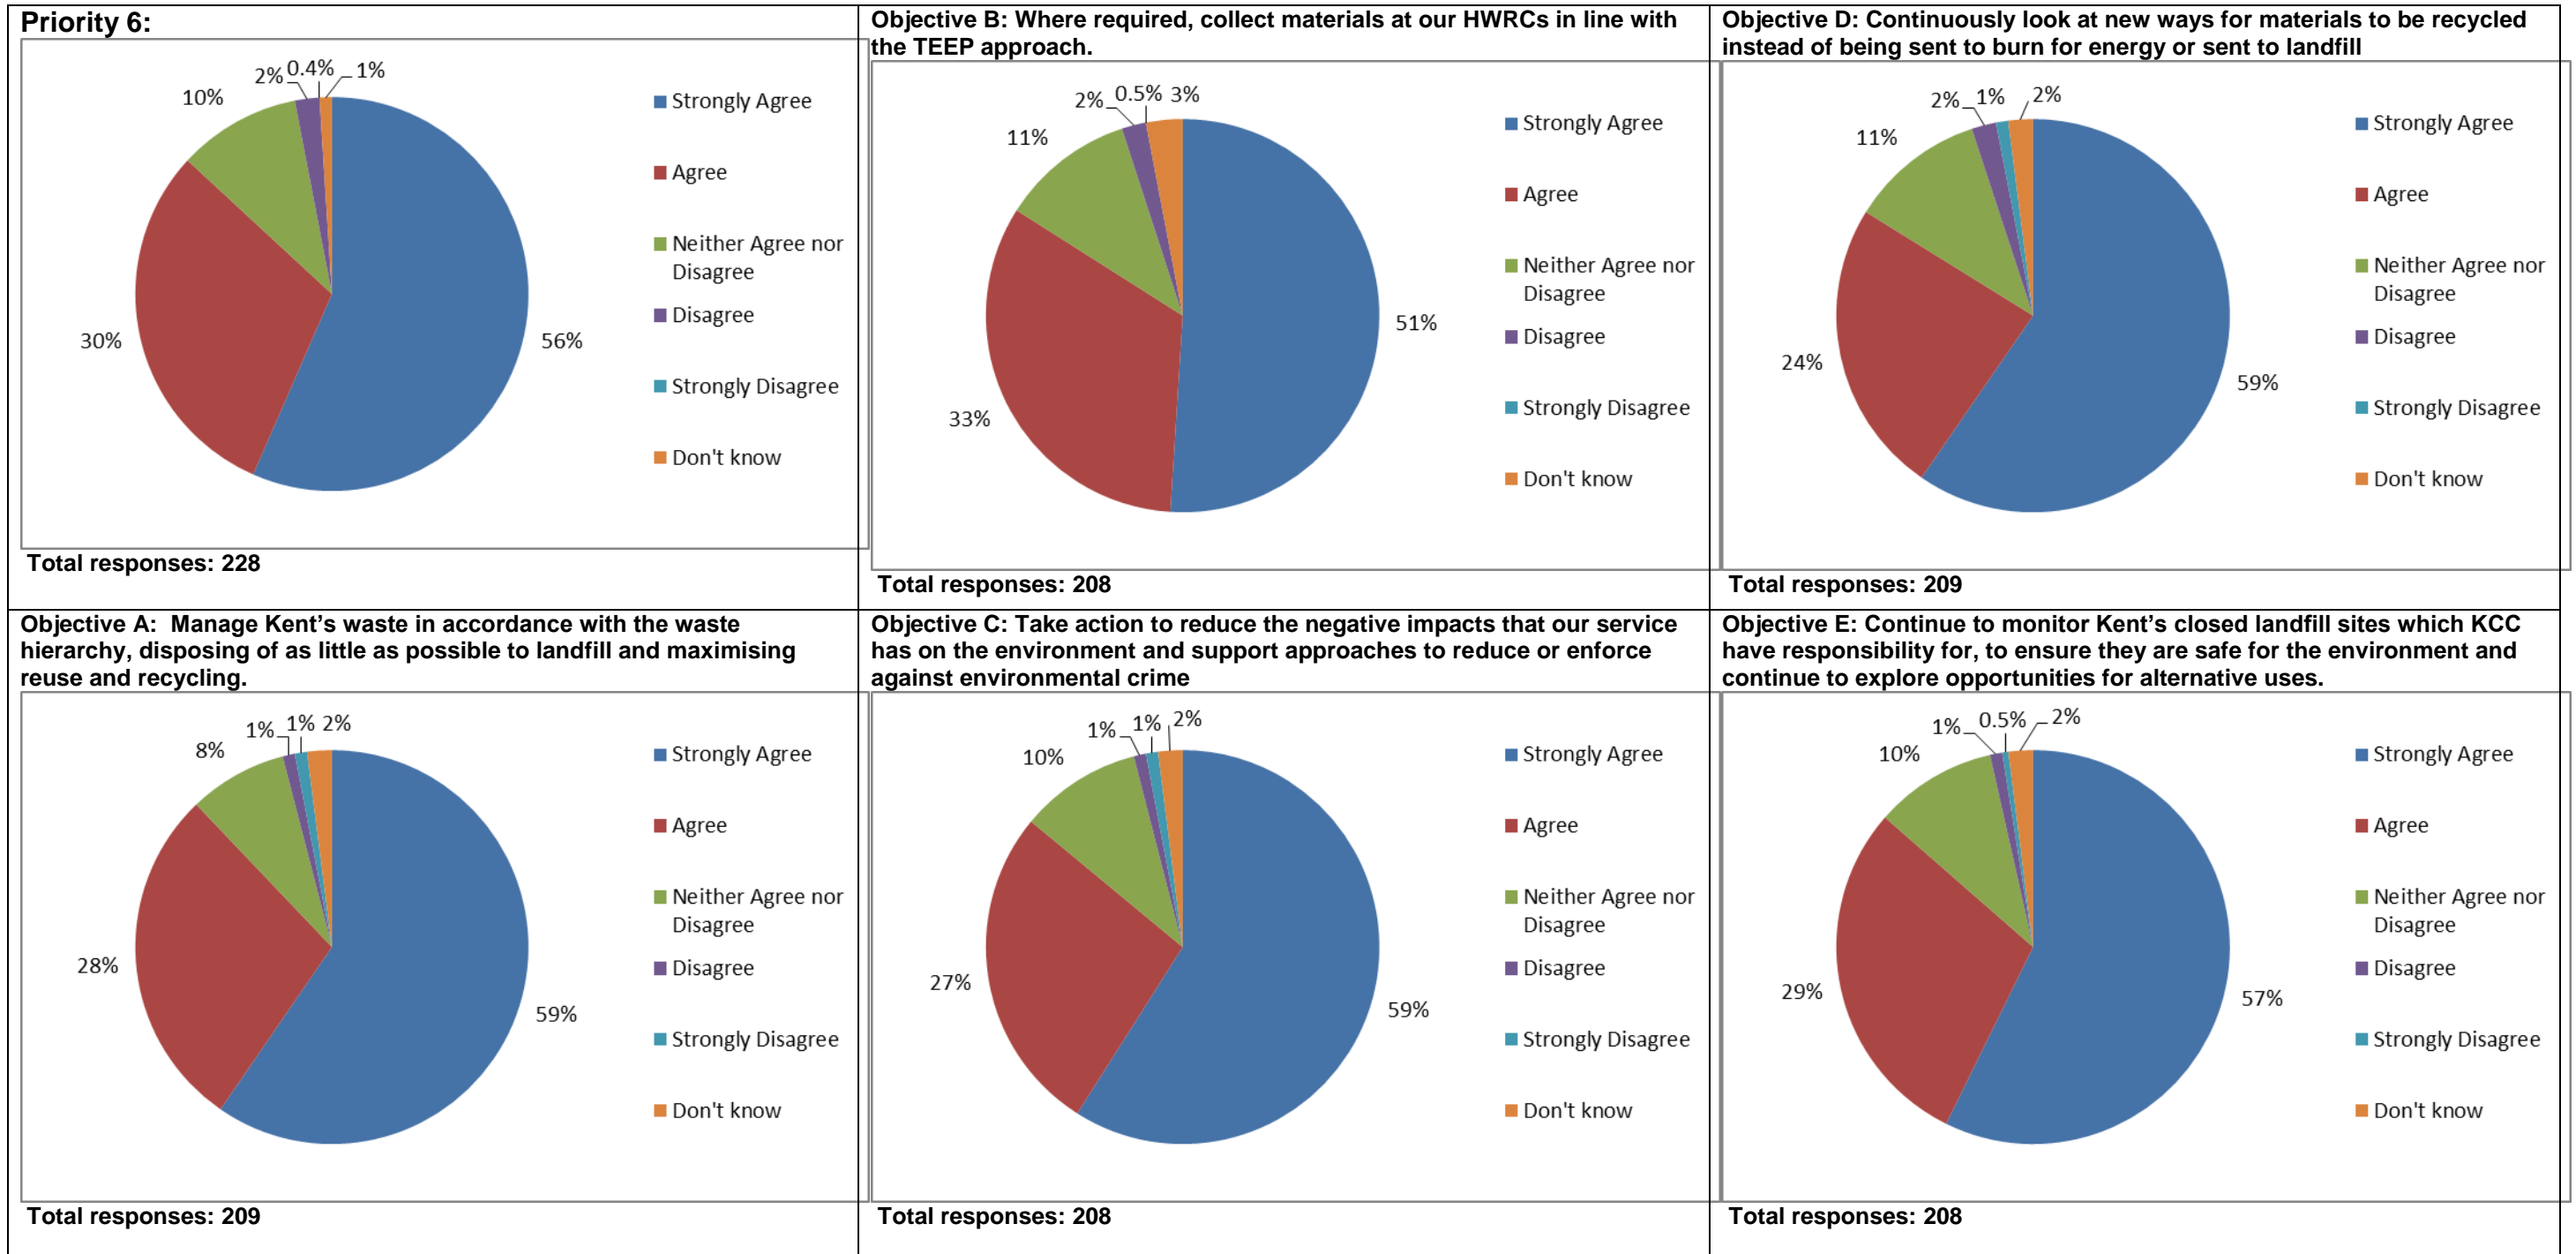 Priority 6:
2%
0.4%
1%
10%
30%
56%
Strongly Agree
Agree
Neither Agree nor
Disagree
Disagree
Strongly Disagree
Don't know
Total responses: 228
Objective B: Where required, collect materials at our HWRCs in line with
the TEEP approach.
2%
0.5%
3%
11%
33%
51%
Strongly Agree
Agree
Neither Agree nor
Disagree
Disagree
Strongly Disagree
Don't know
Total responses: 208
Objective D: Continuously look at new ways for materials to be recycled
instead of being sent to burn for energy or sent to landfill
2%
1%
2%
11%
24%
59%
Strongly Agree
Agree
Neither Agree nor
Disagree
Disagree
Strongly Disagree
Don't know
Total responses: 209
Objective A: Manage Kent’s waste in accordance with the waste
hierarchy, disposing of as little as possible to landfill and maximising
reuse and recycling.
1%
1%
2%
8%
28%
59%
Strongly Agree
Agree
Neither Agree nor
Disagree
Disagree
Strongly Disagree
Don't know
Total responses: 209
Objective C: Take action to reduce the negative impacts that our service
has on the environment and support approaches to reduce or enforce
against environmental crime
1%
1%
2%
10%
27%
59%
Strongly Agree
Agree
Neither Agree nor
Disagree
Disagree
Strongly Disagree
Don't know
Total responses: 208
Objective E: Continue to monitor Kent’s closed landfill sites which KCC
have responsibility for, to ensure they are safe for the environment and
continue to explore opportunities for alternative uses.
1%
0.5%
2%
10%
29%
57%
Strongly Agree
Agree
Neither Agree nor
Disagree
Disagree
Strongly Disagree
Don't know
Total responses: 208